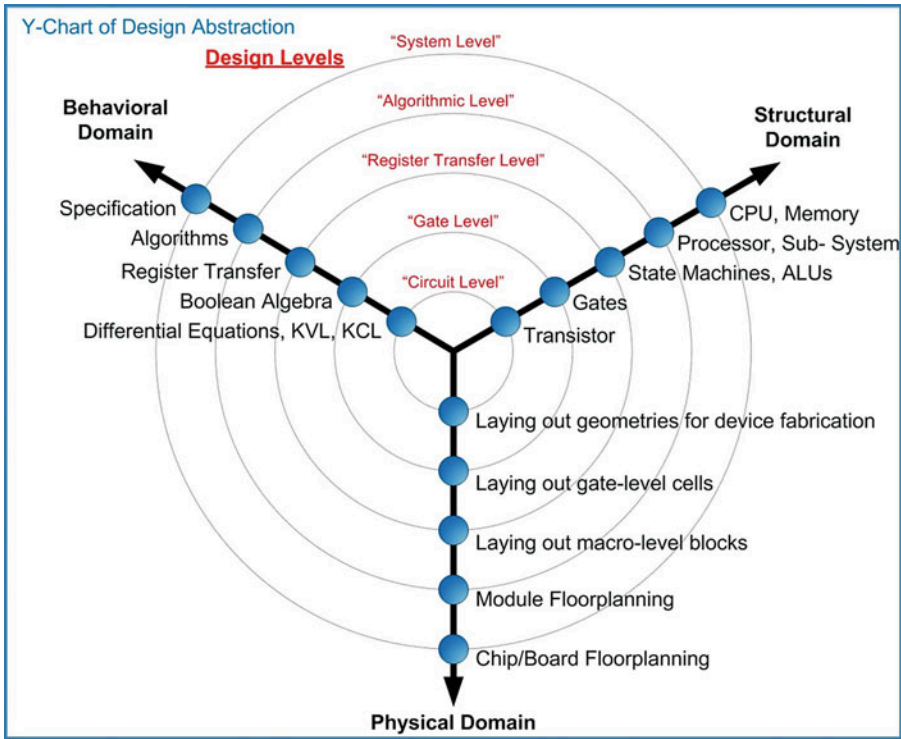 Y-Chart of Design Abstraction
Design Levels
“System Level”
“Algorithmic Level”
“Register Transfer Level”
“Gate Level”
“Circuit Level”
Behavioral
Domain
Specification
Algorithms
Register Transfer
Boolean Algebra
Differential Equations, KVL, KCL
Structural
Domain
CPU, Memory
Processor, Sub- System
State Machines, ALUs
Gates
Transistor
Laying out geometries for device fabrication
Laying out gate-level cells
Laying out macro-level blocks
Module Floorplanning
Chip/Board Floorplanning
Physical Domain